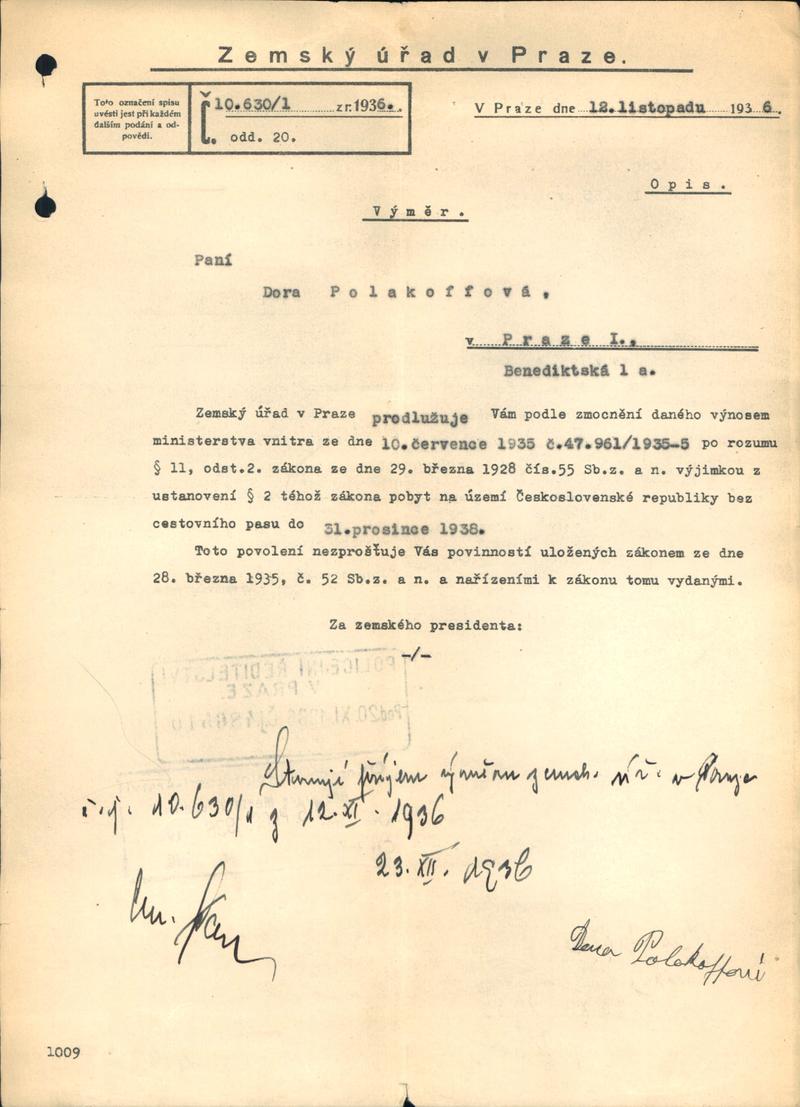 Zemský úřad v Praze.
Toto označení spisu
uvésti jest při každém
dalším podání a od-
povědi.
Č. 10.630/1 z r. 1936.
odd. 20.
V Praze dne 12.listopadu 1936.
Opis.
Výměr.
Paní
Dora Polakoffová,
v Praze I.,
Benediktská 1 a.
Zemský úřad v Praze prodlužuje Vám podle zmocnění daného výnosem
ministerstva vnitra ze dne 10.července 1935 č.47.961/1935-5 po rozumu
§ 11, odst.2. zákona ze dne 29. března 1928 čís.55 Sb.z. a n. výjimkou z
ustanovení § 2 téhož zákona pobyt na území Československé republiky bez
cestovního pasu do 31.prosince 1938.
Toto povolení nezprošťuje Vás povinností uložených zákonem ze dne
28. března 1935, č. 52 Sb.z. a n. a nařízeními k zákonu tomu vydanými.
Za zemského presidenta:
-/-
POLICEJNÍ ŘEDITELSTVÍ
V PRAZE
Stvrzuji příjem výměru zemsk. úř. v Praze
č.j. 10.630/1 z 12.XI. 1936
23. XII. 1936
Dora Polakoffová
1009